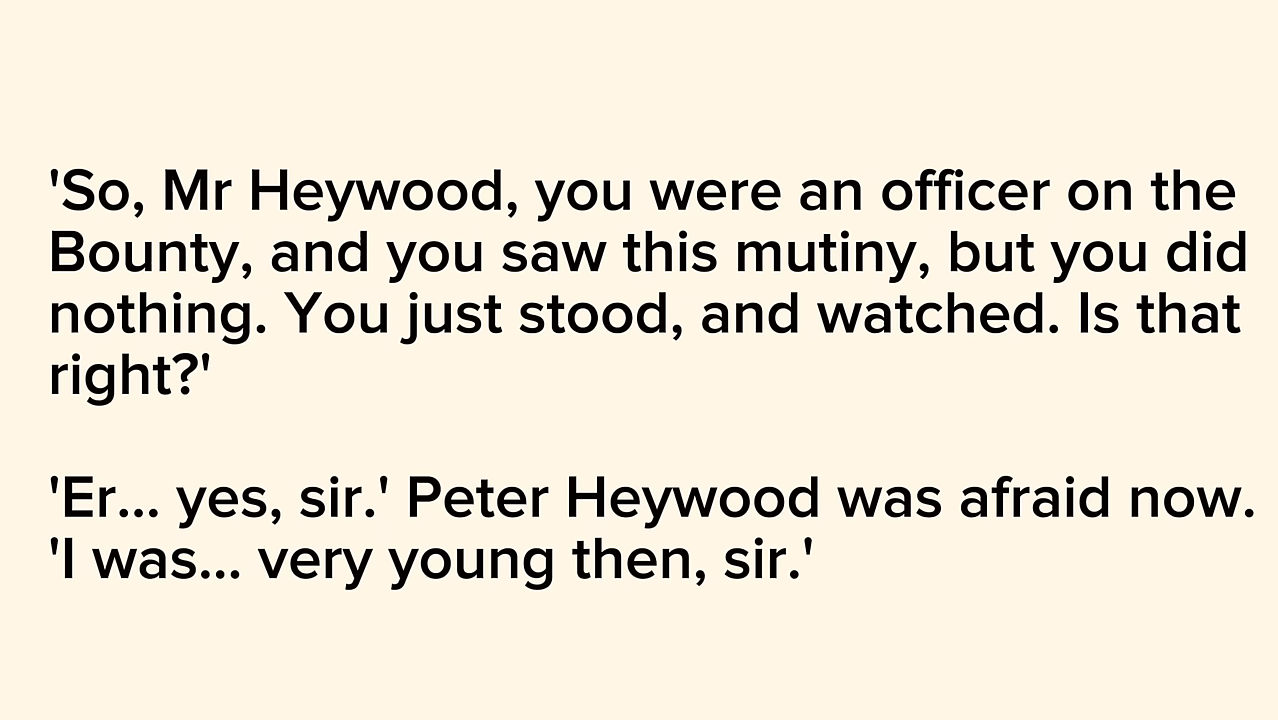 'So, Mr Heywood, you were an officer on the
Bounty, and you saw this mutiny, but you did
nothing. You just stood, and watched. Is that
right?'
'Er... yes, sir.' Peter Heywood was afraid now.
'I was... very young then, sir.'